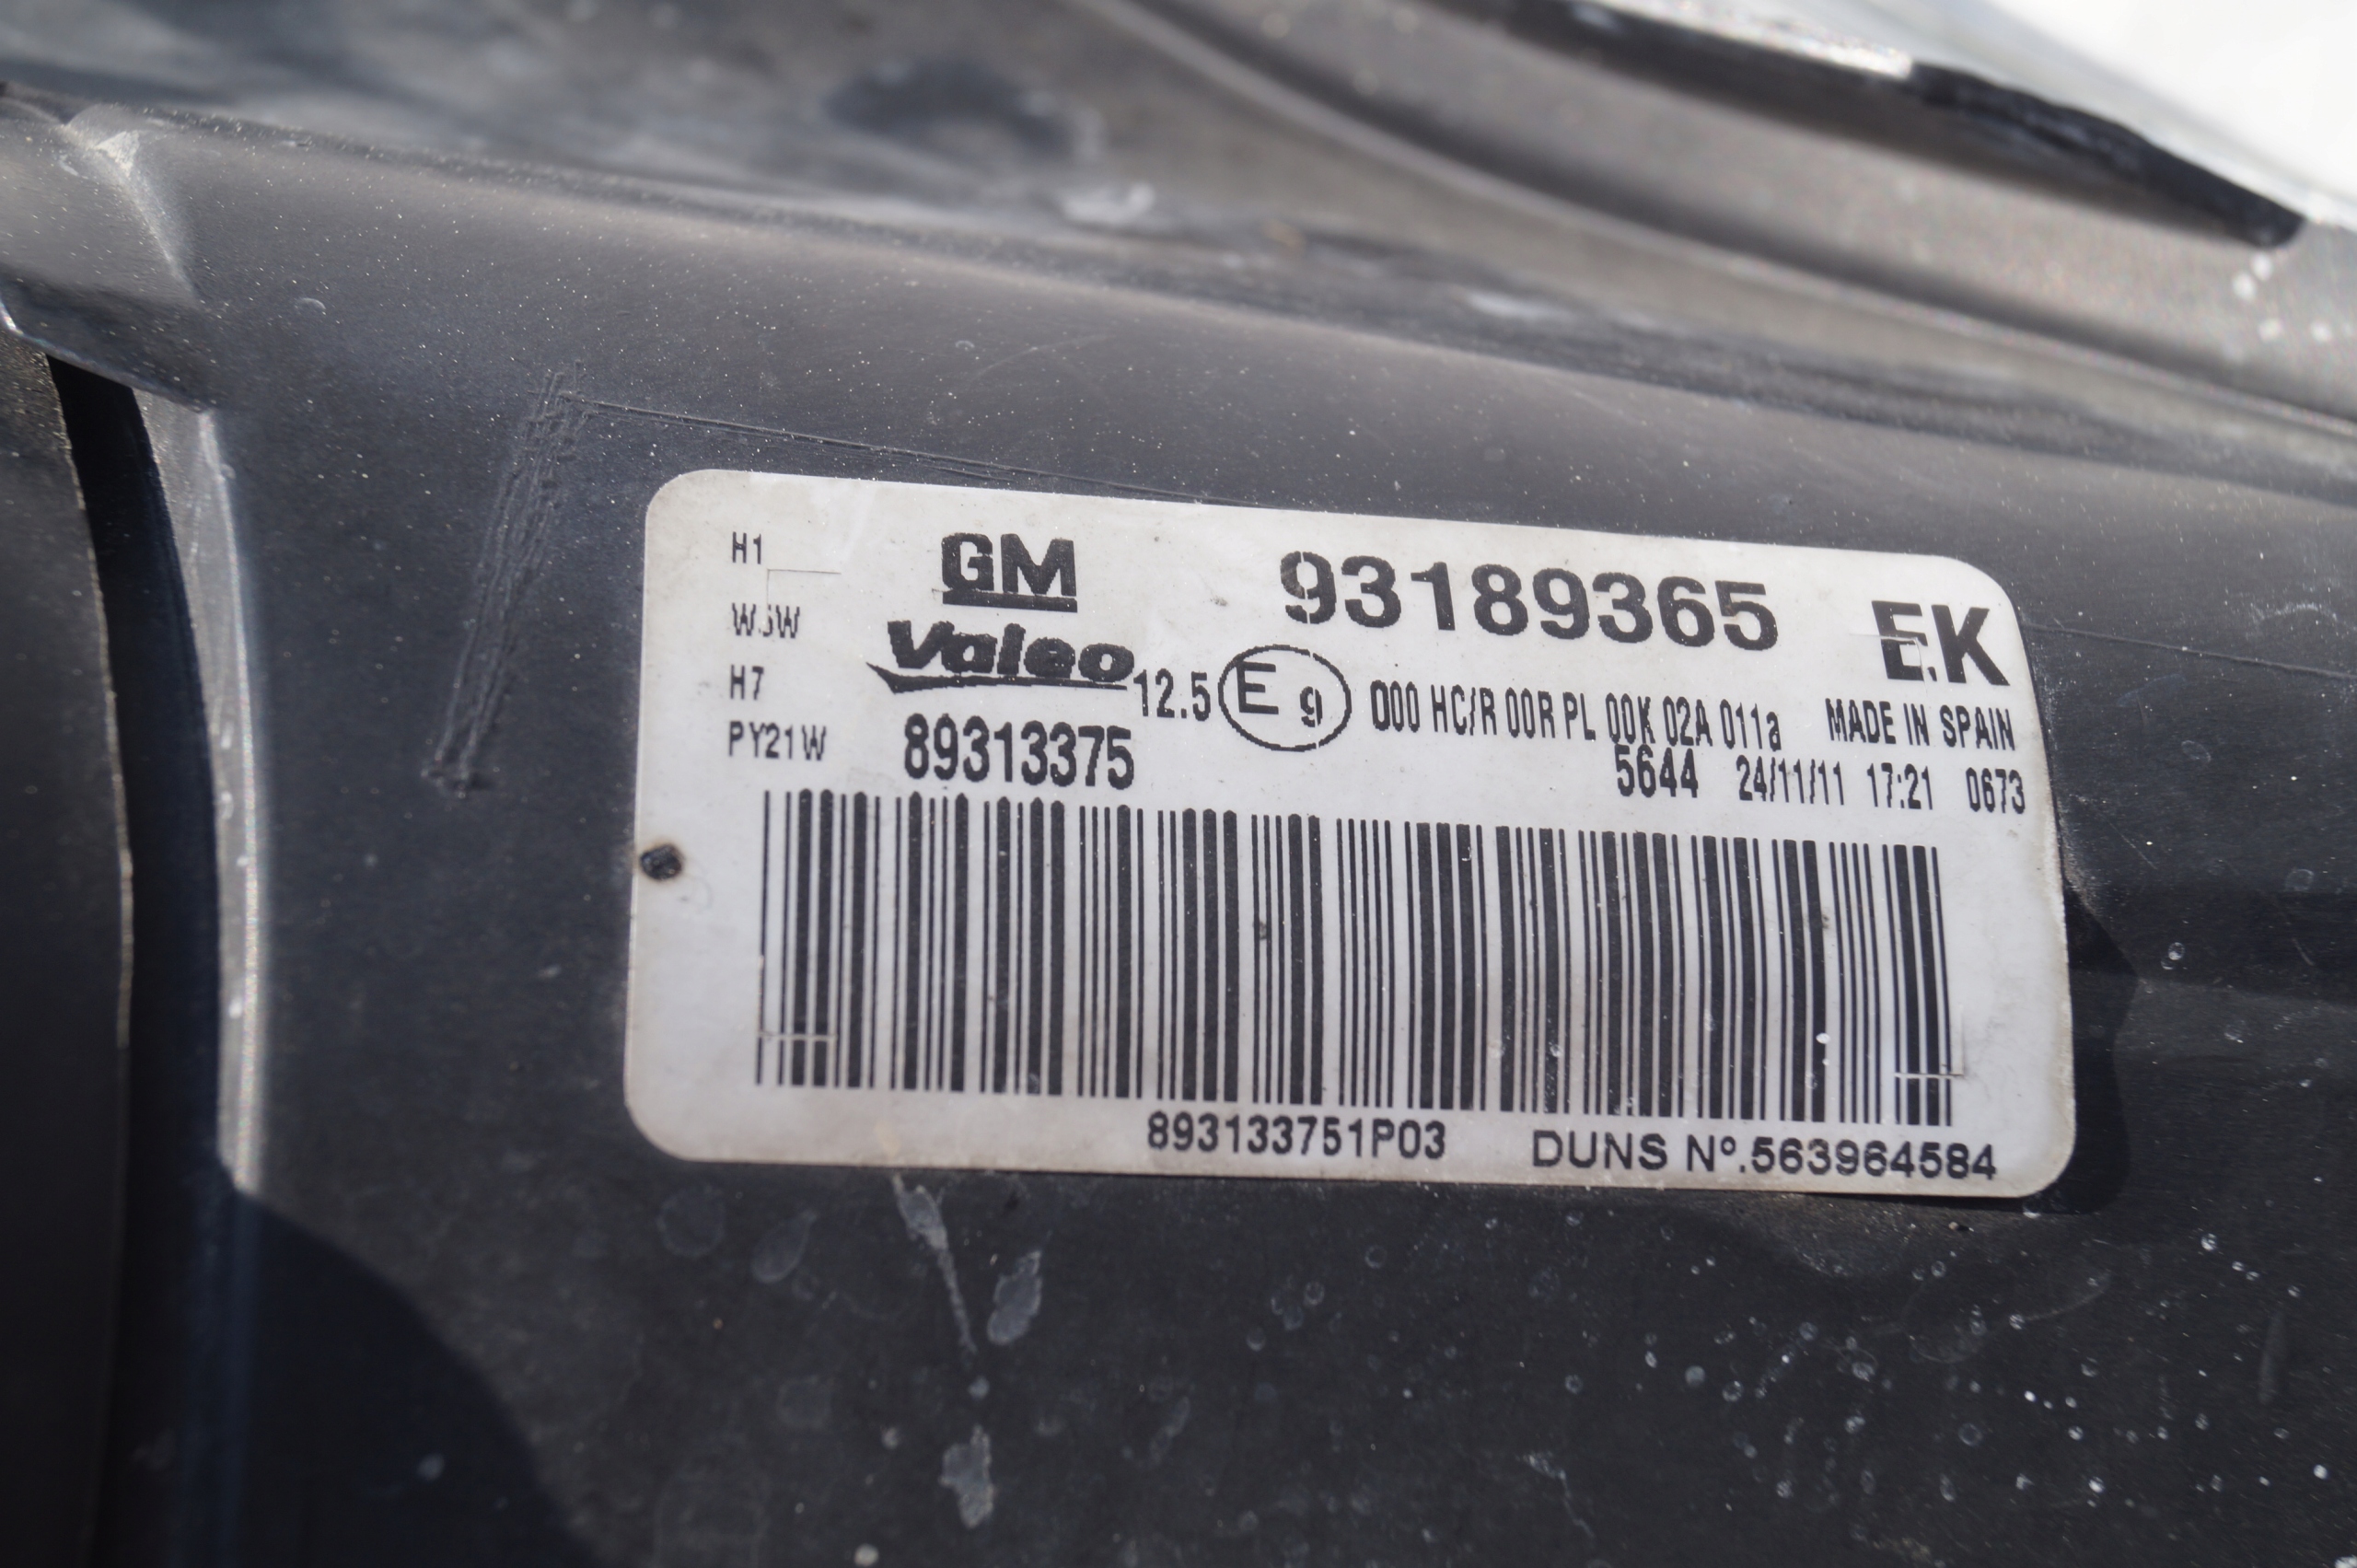 H1
W5W
H7
PY21W
GM
Valeo
93189365 EK
12.5 E 9 000 HC/R 00R PL 00K 02A 011a MADE IN SPAIN
89313375
5644 24/11/11 17:21 0673
893133751P03 DUNS Nº.563964584